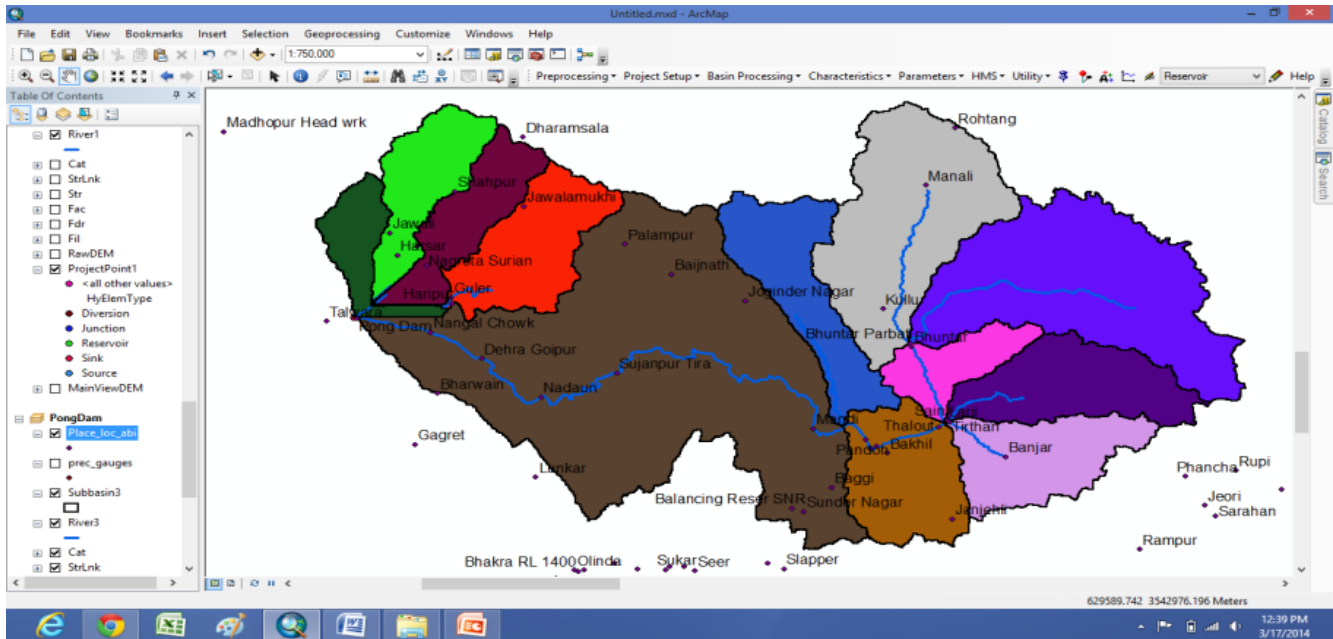 Untitled.mxd - ArcMap
File Edit View Bookmarks Insert Selection Geoprocessing Customize Windows Help
1:750,000
Preprocessing Project Setup Basin Processing Characteristics Parameters HMS Utility Reservoir Help
Table Of Contents
River1
Cat
StrLnk
Str
Fac
Fdr
Fil
RawDEM
ProjectPoint1
<all other values>
HyElemType
Diversion
Junction
Reservoir
Sink
Source
MainViewDEM
PongDam
Place_loc_abi
prec_gauges
Subbasin3
River3
Cat
StrLnk
Madhopur Head wrk
Dharamsala
Rohtang
Shahpur
Manali
Jawalamukhi
Jawali
Palampur
Harsar
Nagrota Surian
Baijnath
Haripur
Guler
Joginder Nagar
Kullu
Talwara
Pong Dam
Nangal Chowk
Bhuntar Parbati
Bhuntar
Dehra Goipur
Sujanpur Tira
Bharwain
Nadaun
Sainj
Larji
Mandi
Thalout
Tirthan
Gagret
Pandoh
Bakhil
Banjar
Lunkar
Phancha
Rupi
Baggi
Balancing Reser SNR
Sunder Nagar
Janjehli
Jeori
Sarahan
Rampur
Bhakra RL 1400
Olinda
Sukar
Seer
Slapper
Catalog
Search
629589.742 3542976.196 Meters
12:39 PM
3/17/2014